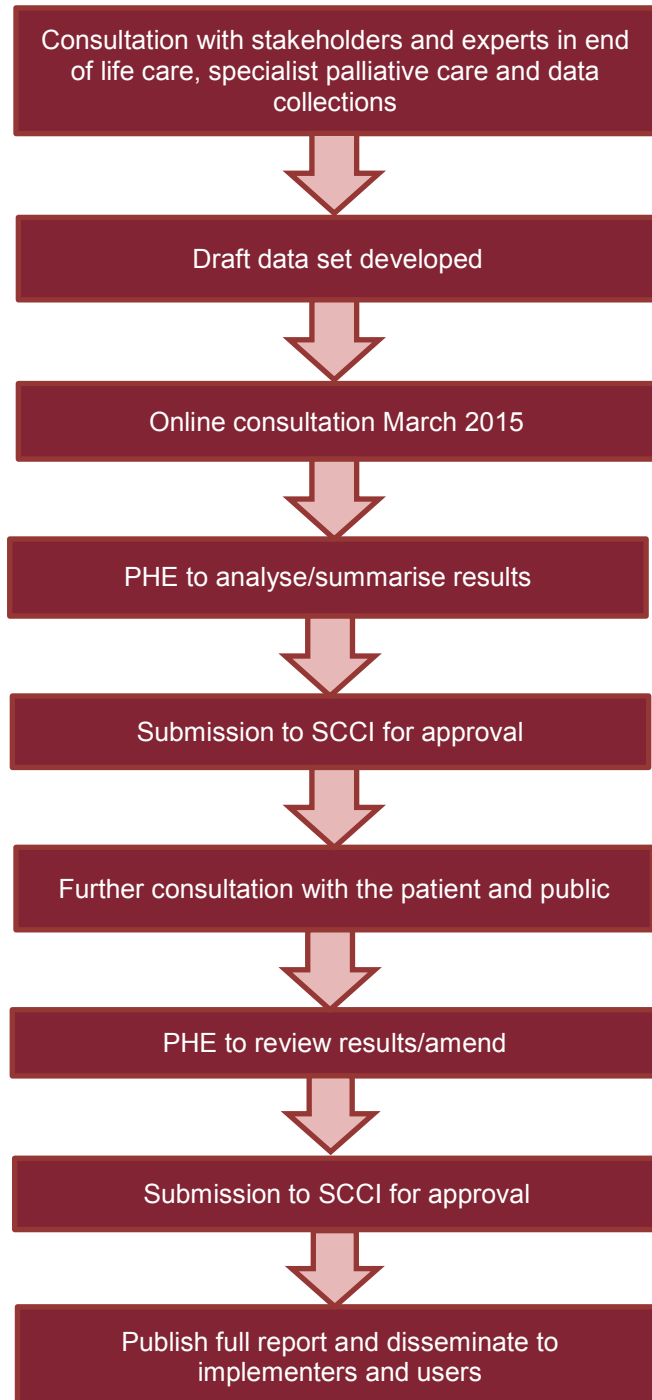 Consultation with stakeholders and experts in end
of life care, specialist palliative care and data
collections
Draft data set developed
Online consultation March 2015
PHE to analyse/summarise results
Submission to SCCI for approval
Further consultation with the patient and public
PHE to review results/amend
Submission to SCCI for approval
Publish full report and disseminate to
implementers and users